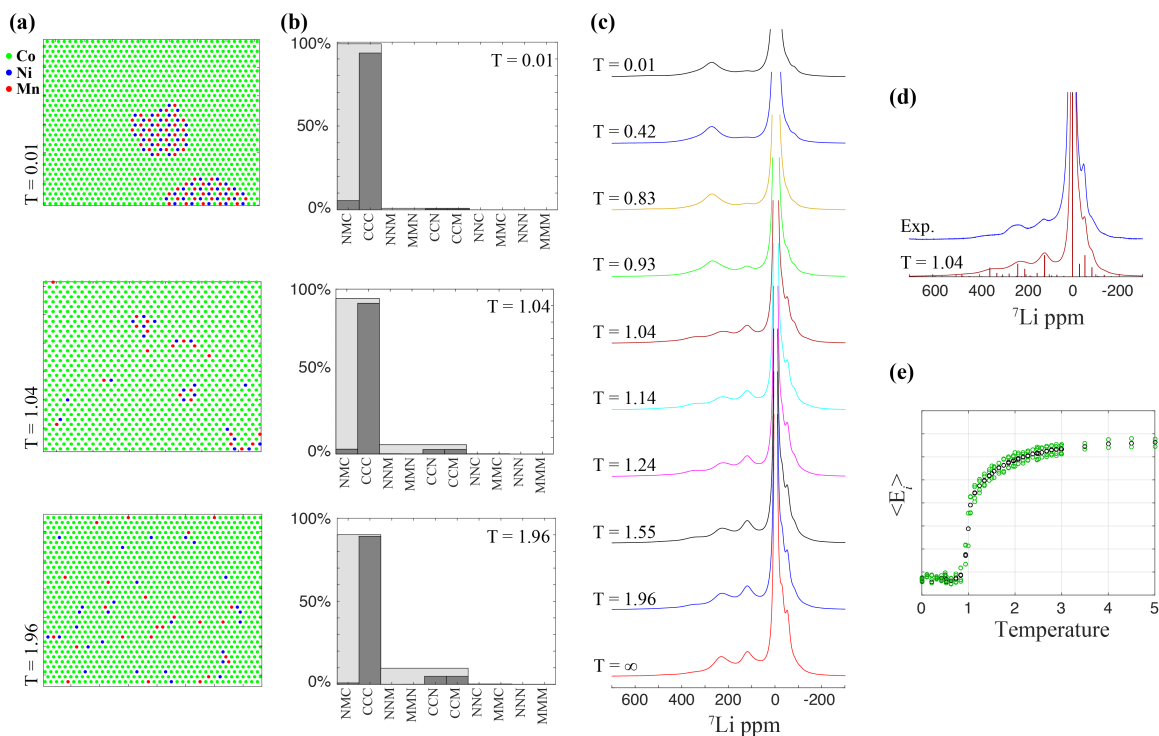 (a)
Co
Ni
Mn
T = 0.01
T = 1.04
T = 1.96
(b)
100%
50%
0%
T = 0.01
NMC CCC NNM MMN CCN CCM NNC MMC NNN MMM
100%
50%
0%
T = 1.04
NMC CCC NNM MMN CCN CCM NNC MMC NNN MMM
100%
50%
0%
T = 1.96
NMC CCC NNM MMN CCN CCM NNC MMC NNN MMM
(c)
T = 0.01
T = 0.42
T = 0.83
T = 0.93
T = 1.04
T = 1.14
T = 1.24
T = 1.55
T = 1.96
T = ∞
600 400 200 0 -200
⁷Li ppm
(d)
Exp.
T = 1.04
600 400 200 0 -200
⁷Li ppm
(e)
<E𝑖>
0 1 2 3 4 5
Temperature